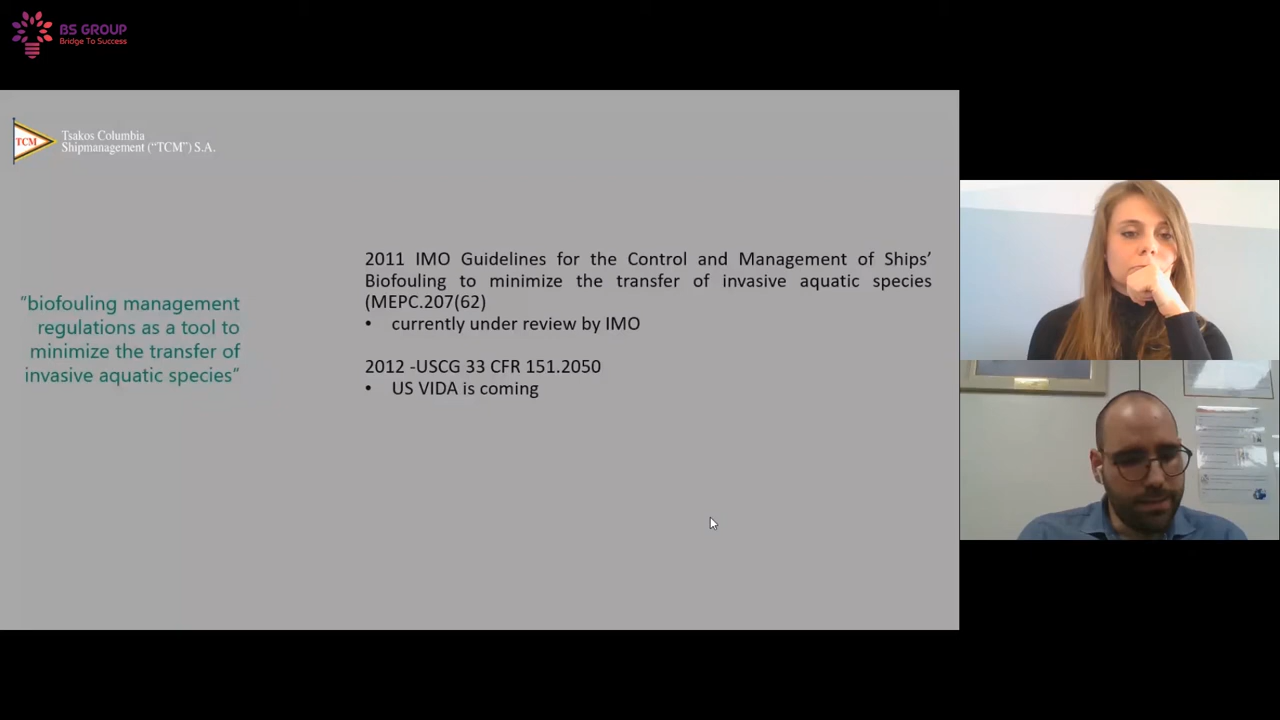 BS GROUP
Bridge To Success
TCM
Tsakos Columbia
Shipmanagement (“TCM”) S.A.
“biofouling management
regulations as a tool to
minimize the transfer of
invasive aquatic species”
2011 IMO Guidelines for the Control and Management of Ships’
Biofouling to minimize the transfer of invasive aquatic species
(MEPC.207(62)
• currently under review by IMO
2012 -USCG 33 CFR 151.2050
• US VIDA is coming